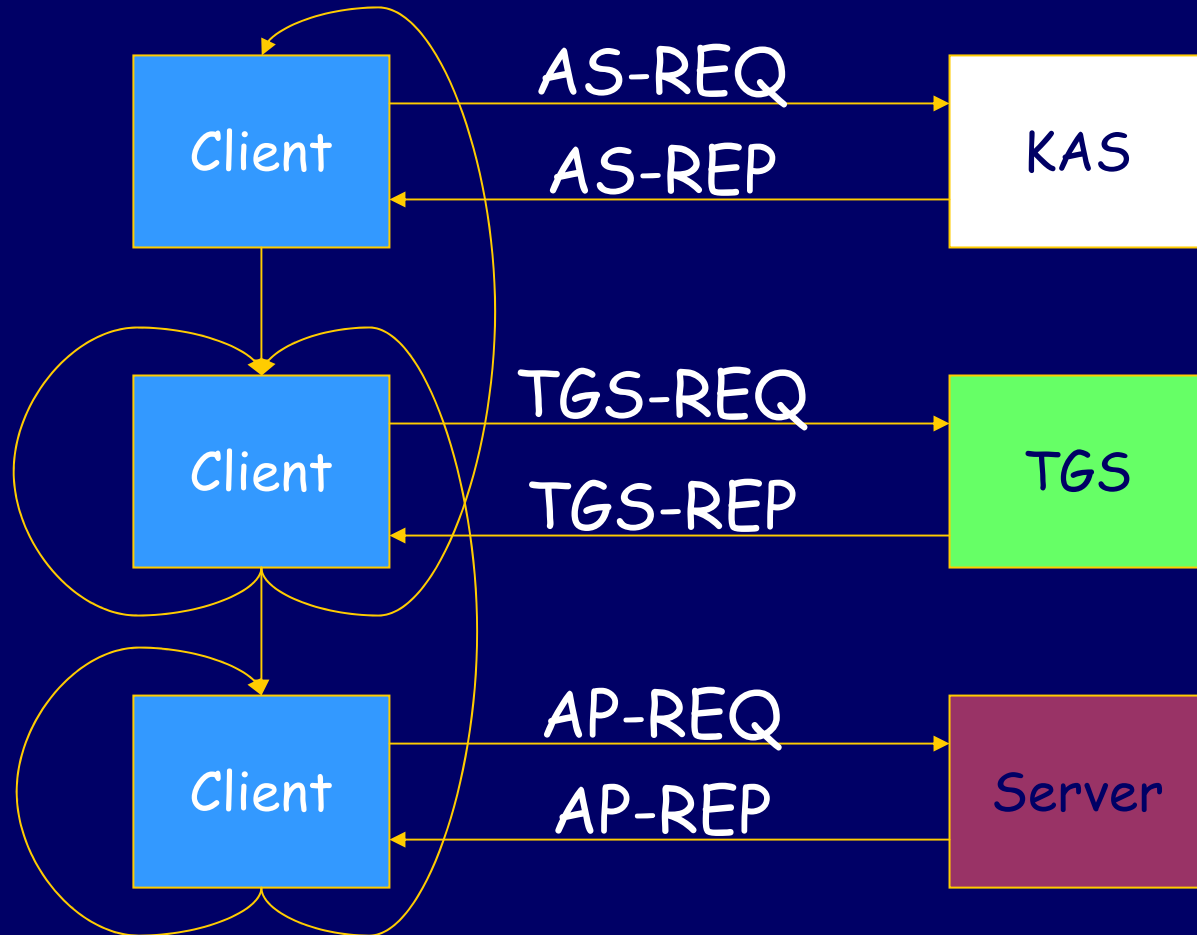 AS-REQ
Client
KAS
AS-REP
TGS-REQ
Client
TGS
TGS-REP
AP-REQ
Client
Server
AP-REP